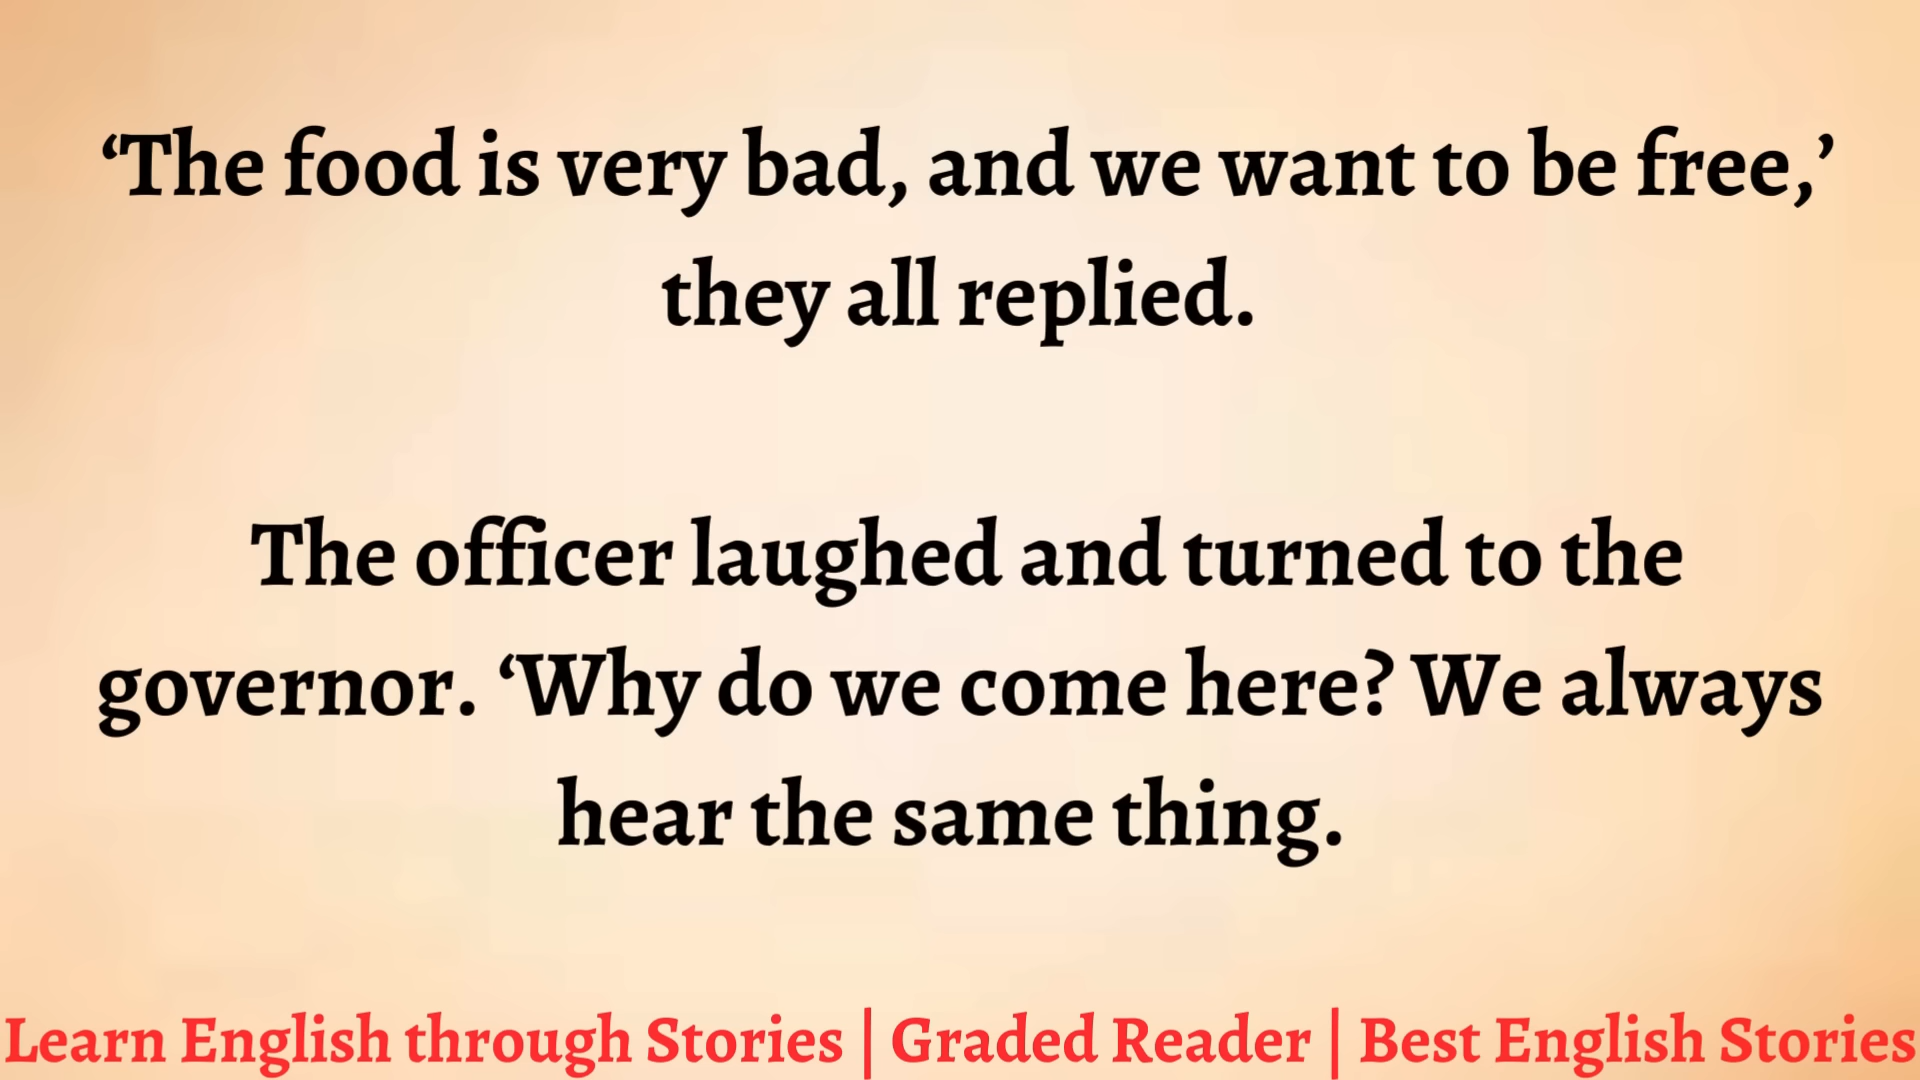 ‘The food is very bad, and we want to be free,’
they all replied.
The officer laughed and turned to the
governor. ‘Why do we come here? We always
hear the same thing.
Learn English through Stories | Graded Reader | Best English Stories